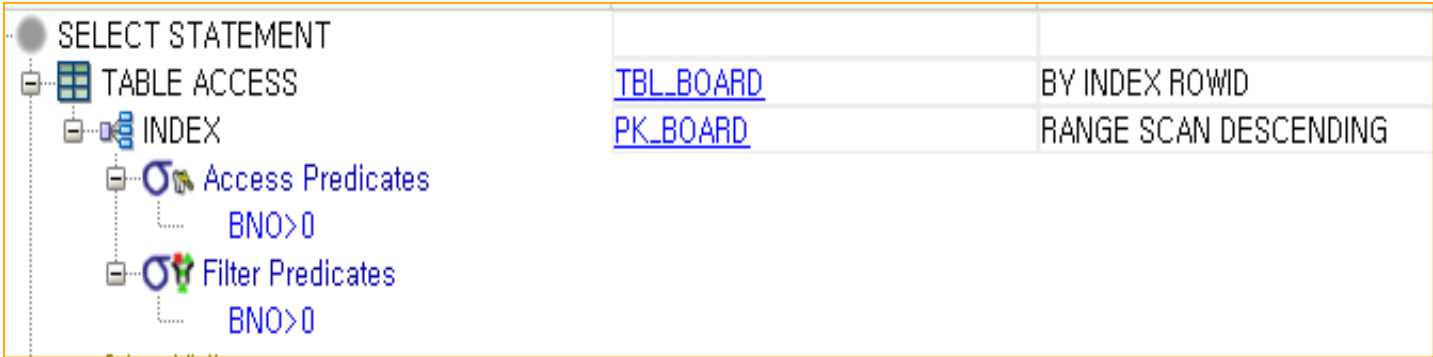 SELECT STATEMENT
TABLE ACCESS TBL_BOARD BY INDEX ROWID
INDEX PK_BOARD RANGE SCAN DESCENDING
Access Predicates
BNO>0
Filter Predicates
BNO>0